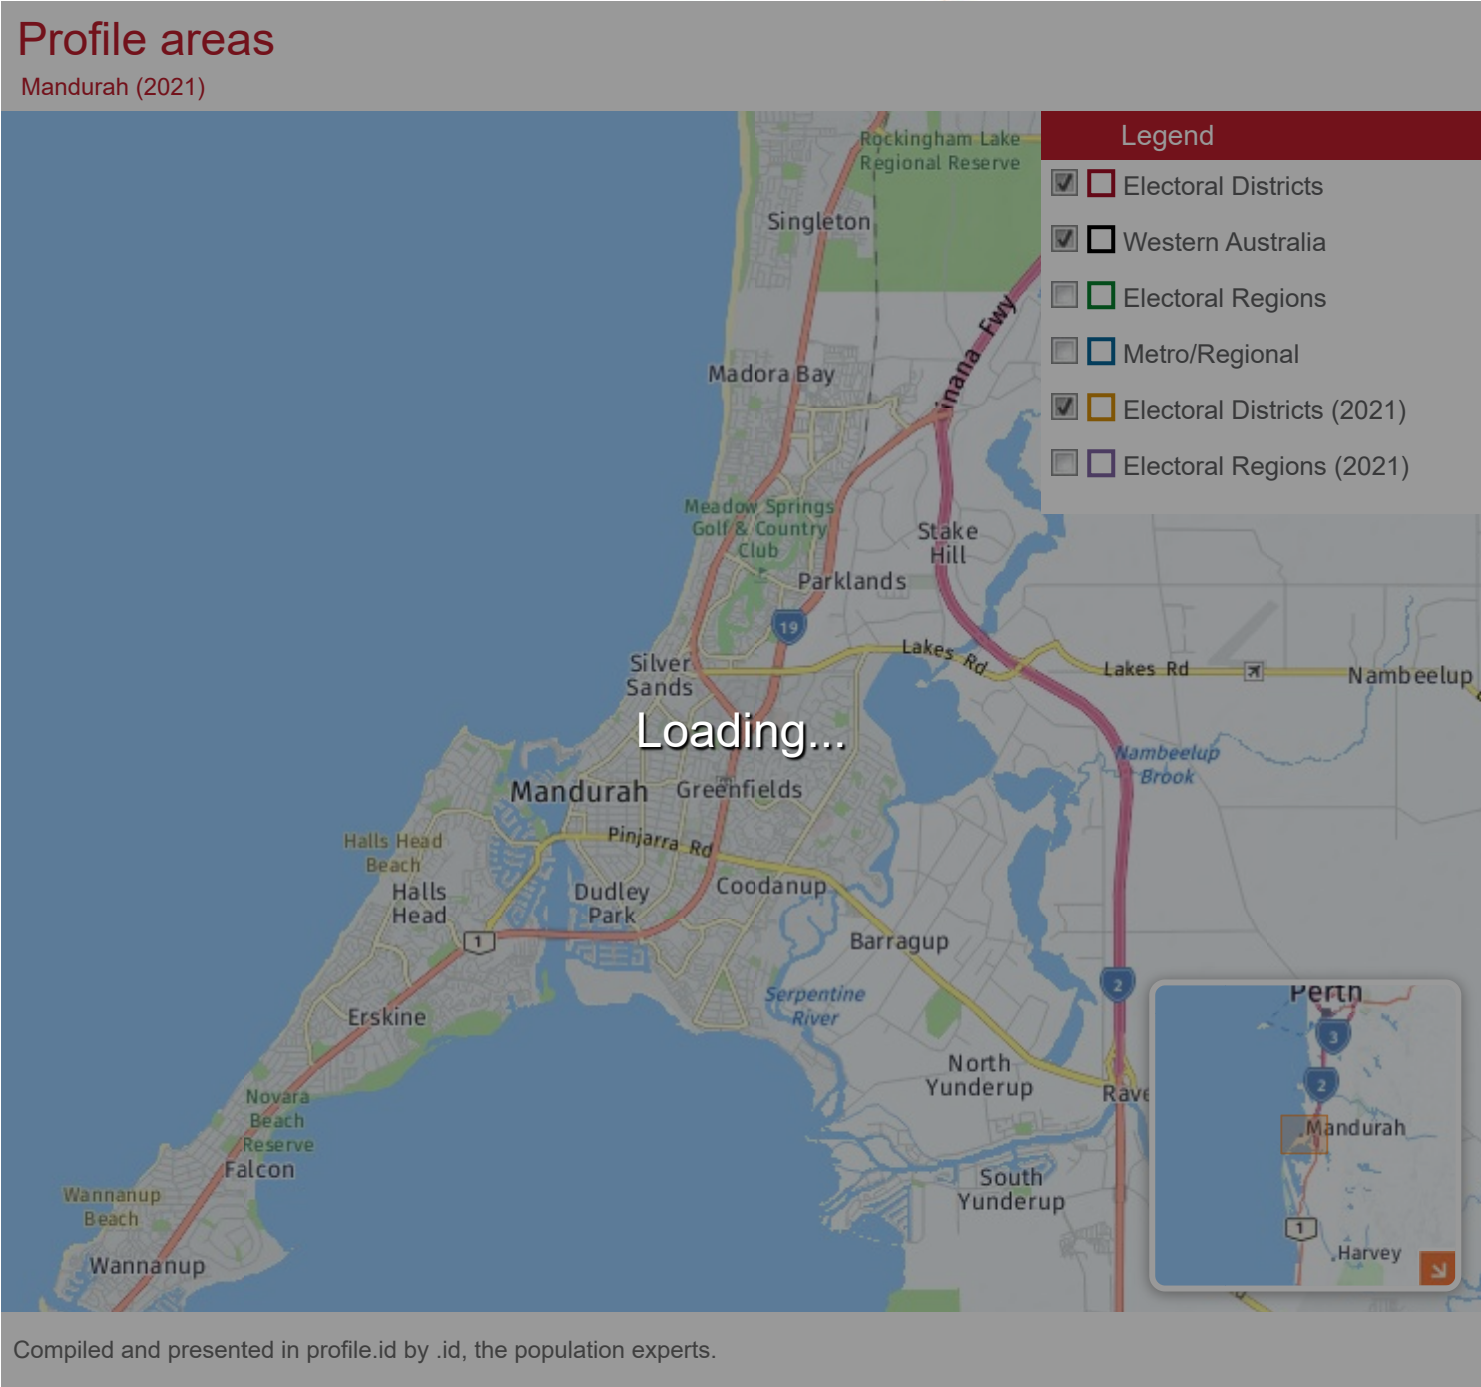 Profile areas
Mandurah (2021)
Rockingham Lake
Regional Reserve
Legend
Electoral Districts
Western Australia
Electoral Regions
Metro/Regional
Electoral Districts (2021)
Electoral Regions (2021)
Singleton
inana Fwy
Madora Bay
Meadow Springs
Golf & Country
Club
Stake
Hill
Parklands
19
Silver
Sands
Lakes Rd
Lakes Rd
Nambeelup
Loading...
Nambeelup
Brook
Mandurah
Greenfields
Halls Head
Beach
Pinjarra Rd
Halls
Head
Dudley
Park
Coodanup
1
Barragup
2
Serpentine
River
Erskine
North
Yunderup
Rave
Novara
Beach
Reserve
Falcon
South
Yunderup
Wannanup
Beach
Wannanup
Perth
3
2
Mandurah
1
Harvey
Compiled and presented in profile.id by .id, the population experts.